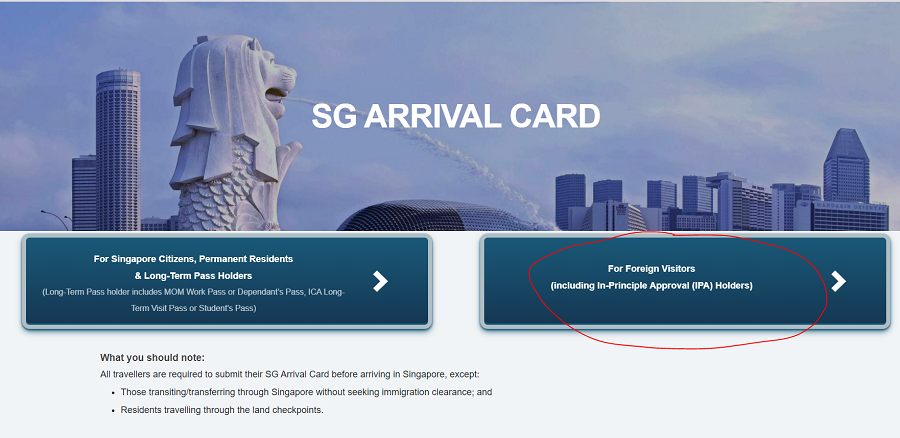 SG ARRIVAL CARD
For Singapore Citizens, Permanent Residents
& Long-Term Pass Holders
(Long-Term Pass holder includes MOM Work Pass or Dependant's Pass, ICA Long-
Term Visit Pass or Student's Pass)
For Foreign Visitors
(including In-Principle Approval (IPA) Holders)
What you should note:
All travellers are required to submit their SG Arrival Card before arriving in Singapore, except:
• Those transiting/transferring through Singapore without seeking immigration clearance; and
• Residents travelling through the land checkpoints.